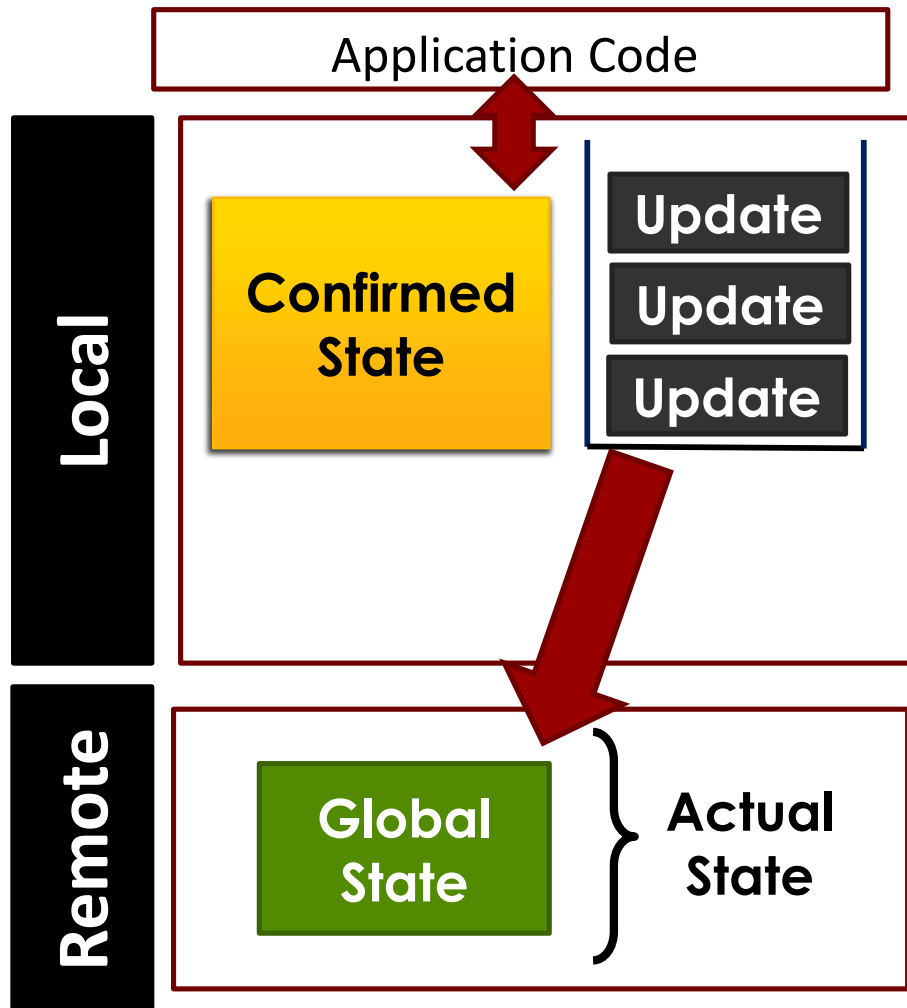 Application Code
Local
Confirmed
State
Update
Update
Update
Remote
Global
State
Actual
State